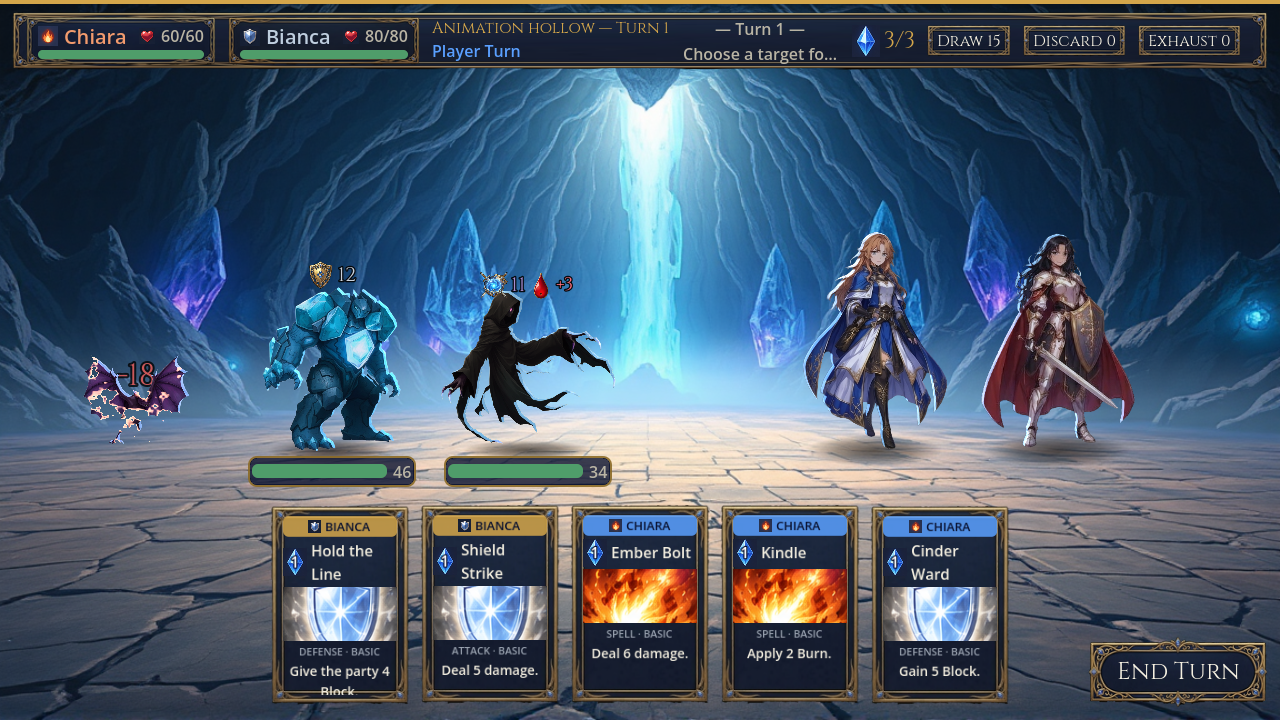 Chiara 60/60
Bianca 80/80
Animation hollow — Turn 1
Player Turn
— Turn 1 —
Choose a target fo...
3/3
Draw 15
Discard 0
Exhaust 0
12
11 +3
-18
46
34
BIANCA
1
Hold the
Line
DEFENSE · BASIC
Give the party 4
Block.
BIANCA
1
Shield
Strike
ATTACK · BASIC
Deal 5 damage.
CHIARA
1
Ember Bolt
SPELL · BASIC
Deal 6 damage.
CHIARA
1
Kindle
SPELL · BASIC
Apply 2 Burn.
CHIARA
1
Cinder
Ward
DEFENSE · BASIC
Gain 5 Block.
End Turn